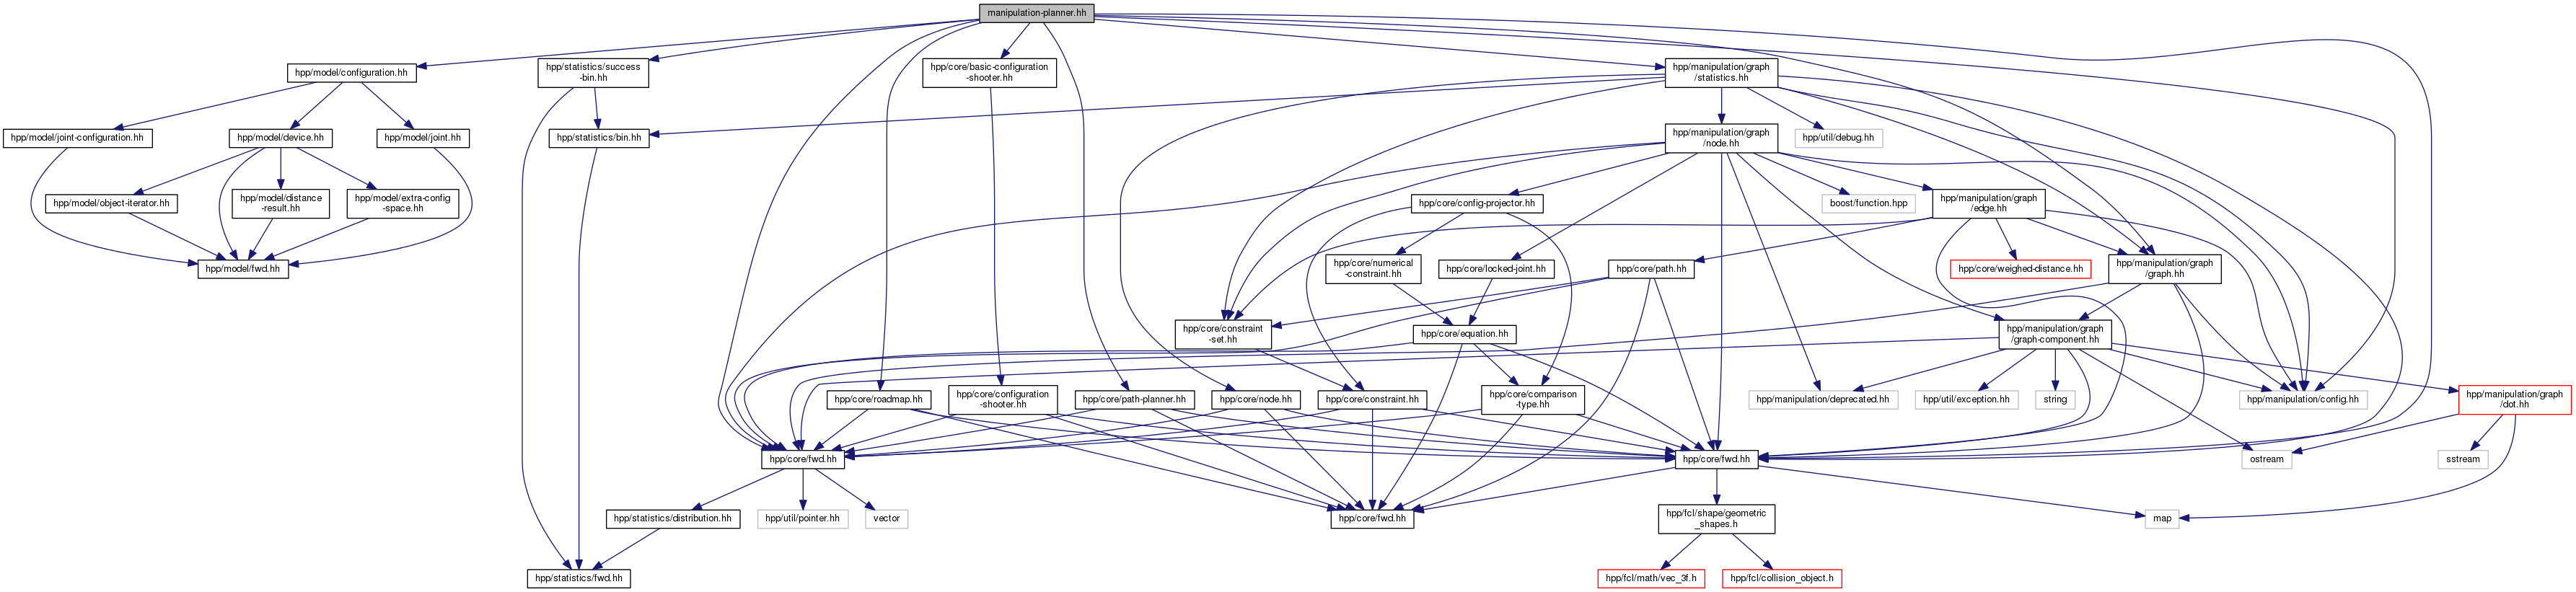 manipulation-planner.hh
hpp/model/configuration.hh
hpp/statistics/success
-bin.hh
hpp/core/basic-configuration
-shooter.hh
hpp/manipulation/graph
/statistics.hh
hpp/model/joint-configuration.hh
hpp/model/device.hh
hpp/model/joint.hh
hpp/statistics/bin.hh
hpp/manipulation/graph
/node.hh
hpp/util/debug.hh
hpp/model/object-iterator.hh
hpp/model/distance
-result.hh
hpp/model/extra-config
-space.hh
hpp/core/config-projector.hh
boost/function.hpp
hpp/manipulation/graph
/edge.hh
hpp/model/fwd.hh
hpp/core/numerical
-constraint.hh
hpp/core/locked-joint.hh
hpp/core/path.hh
hpp/core/weighed-distance.hh
hpp/manipulation/graph
/graph.hh
hpp/core/constraint
-set.hh
hpp/core/equation.hh
hpp/manipulation/graph
/graph-component.hh
hpp/core/roadmap.hh
hpp/core/configuration
-shooter.hh
hpp/core/path-planner.hh
hpp/core/node.hh
hpp/core/constraint.hh
hpp/core/comparison
-type.hh
hpp/manipulation/deprecated.hh
hpp/util/exception.hh
string
hpp/manipulation/config.hh
hpp/manipulation/graph
/dot.hh
hpp/core/fwd.hh
hpp/core/fwd.hh
ostream
sstream
hpp/statistics/distribution.hh
hpp/util/pointer.hh
vector
hpp/core/fwd.hh
hpp/fcl/shape/geometric
_shapes.h
map
hpp/statistics/fwd.hh
hpp/fcl/math/vec_3f.h
hpp/fcl/collision_object.h